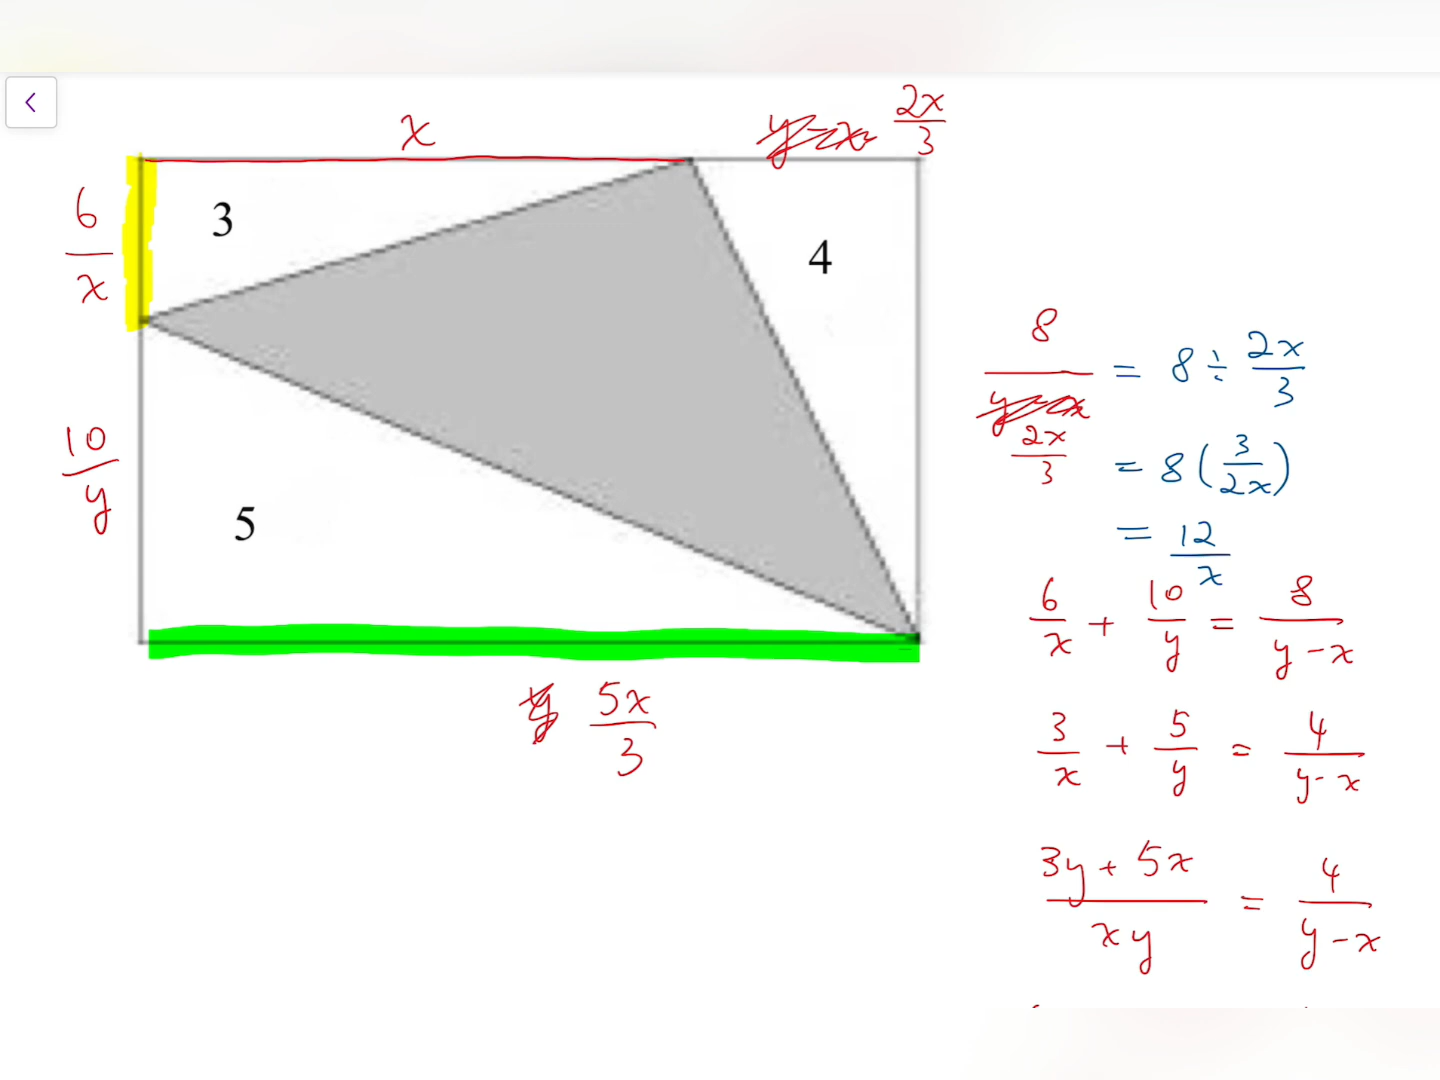 x
y-x 2x/3
6/x
3
4
10/y
5
y 5x/3
8/(y-x) = 8 ÷ 2x/3
2x/3
= 8(3/2x)
= 12/x
6/x + 10/y = 8/(y-x)
3/x + 5/y = 4/(y-x)
(3y+5x)/xy = 4/(y-x)